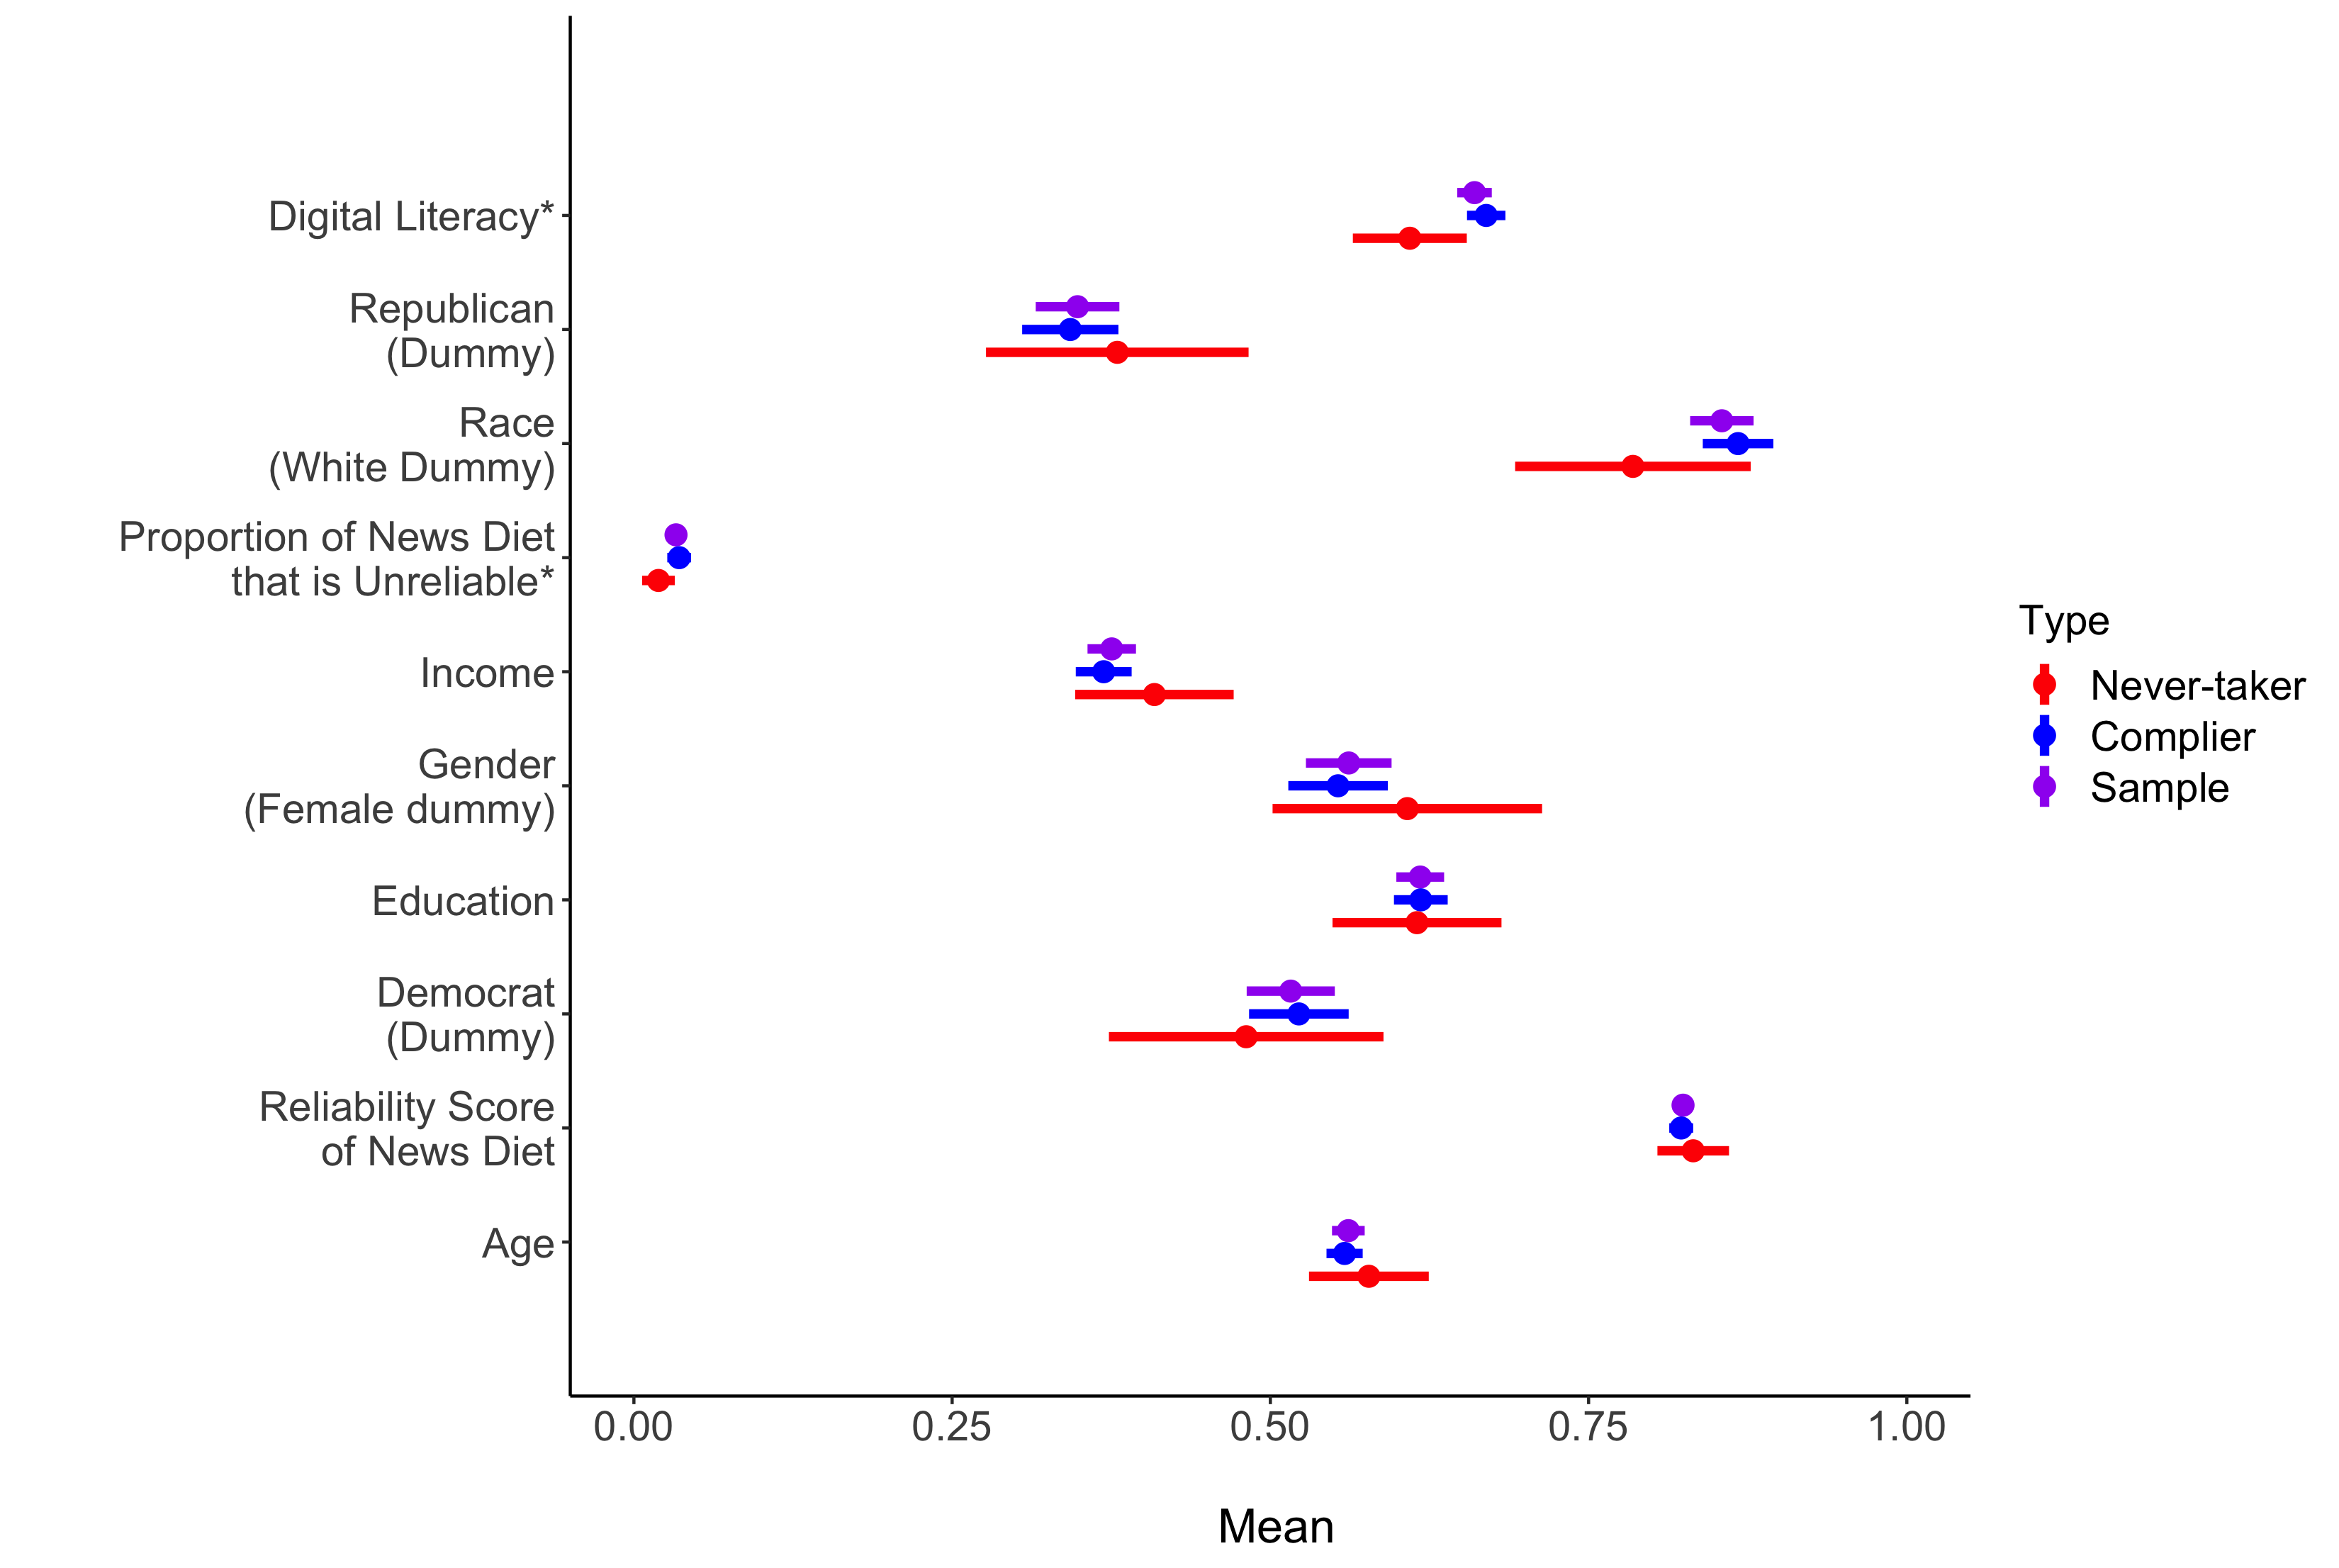 Digital Literacy*
Republican
(Dummy)
Race
(White Dummy)
Proportion of News Diet
that is Unreliable*
Income
Gender
(Female dummy)
Education
Democrat
(Dummy)
Reliability Score
of News Diet
Age
0.00
0.25
0.50
0.75
1.00
Mean
Type
Never-taker
Complier
Sample